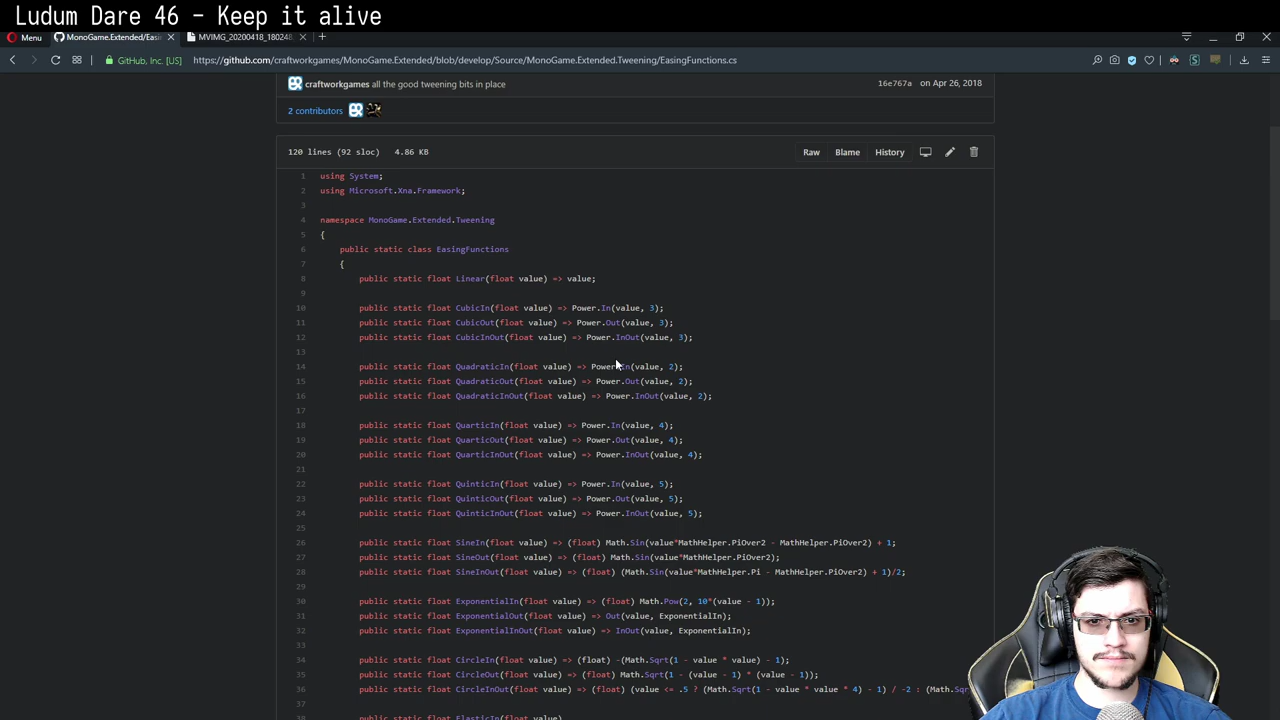 Ludum Dare 46 - Keep it alive
Menu
MonoGame.Extended/Easi
MVIMG_20200418_180248.
GitHub, Inc. [US]
https://github.com/craftworkgames/MonoGame.Extended/blob/develop/Source/MonoGame.Extended.Tweening/EasingFunctions.cs
craftworkgames all the good tweening bits in place
16e767a on Apr 26, 2018
2 contributors
120 lines (92 sloc) 4.86 KB
Raw Blame History
1 using System;
2 using Microsoft.Xna.Framework;
3
4 namespace MonoGame.Extended.Tweening
5 {
6 public static class EasingFunctions
7 {
8 public static float Linear(float value) => value;
9
10 public static float CubicIn(float value) => Power.In(value, 3);
11 public static float CubicOut(float value) => Power.Out(value, 3);
12 public static float CubicInOut(float value) => Power.InOut(value, 3);
13
14 public static float QuadraticIn(float value) => Power.In(value, 2);
15 public static float QuadraticOut(float value) => Power.Out(value, 2);
16 public static float QuadraticInOut(float value) => Power.InOut(value, 2);
17
18 public static float QuarticIn(float value) => Power.In(value, 4);
19 public static float QuarticOut(float value) => Power.Out(value, 4);
20 public static float QuarticInOut(float value) => Power.InOut(value, 4);
21
22 public static float QuinticIn(float value) => Power.In(value, 5);
23 public static float QuinticOut(float value) => Power.Out(value, 5);
24 public static float QuinticInOut(float value) => Power.InOut(value, 5);
25
26 public static float SineIn(float value) => (float) Math.Sin(value*MathHelper.PiOver2 - MathHelper.PiOver2) + 1;
27 public static float SineOut(float value) => (float) Math.Sin(value*MathHelper.PiOver2);
28 public static float SineInOut(float value) => (float) (Math.Sin(value*MathHelper.Pi - MathHelper.PiOver2) + 1)/2;
29
30 public static float ExponentialIn(float value) => (float) Math.Pow(2, 10*(value - 1));
31 public static float ExponentialOut(float value) => Out(value, ExponentialIn);
32 public static float ExponentialInOut(float value) => InOut(value, ExponentialIn);
33
34 public static float CircleIn(float value) => (float) -(Math.Sqrt(1 - value * value) - 1);
35 public static float CircleOut(float value) => (float) Math.Sqrt(1 - (value - 1) * (value - 1));
36 public static float CircleInOut(float value) => (float) (value <= .5 ? (Math.Sqrt(1 - value * value * 4) - 1) / -2 : (Math.Sq
37
38 public static float ElasticIn(float value)